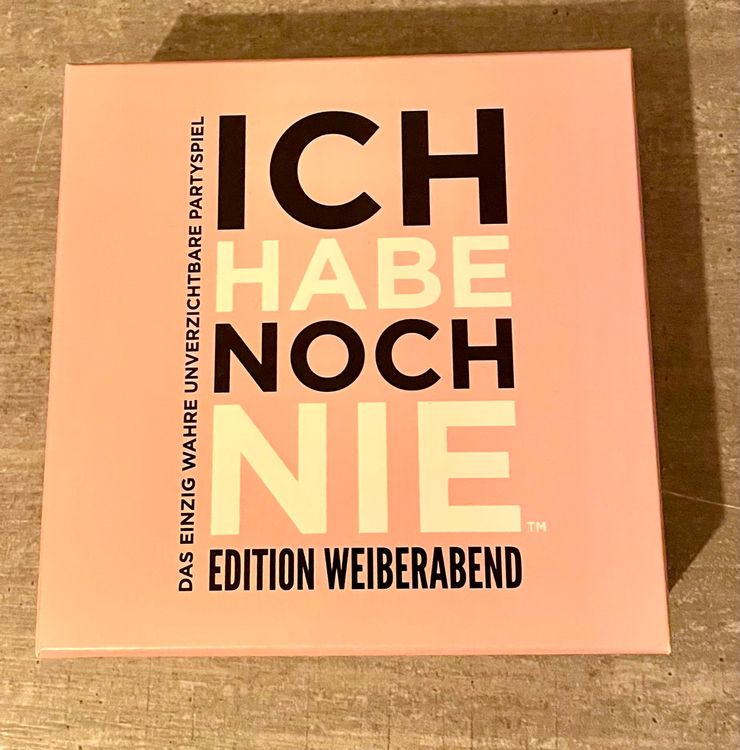 DAS EINZIG WAHRE UNVERZICHTBARE PARTYSPIEL
ICH
HABE
NOCH
NIE™
EDITION WEIBERABEND